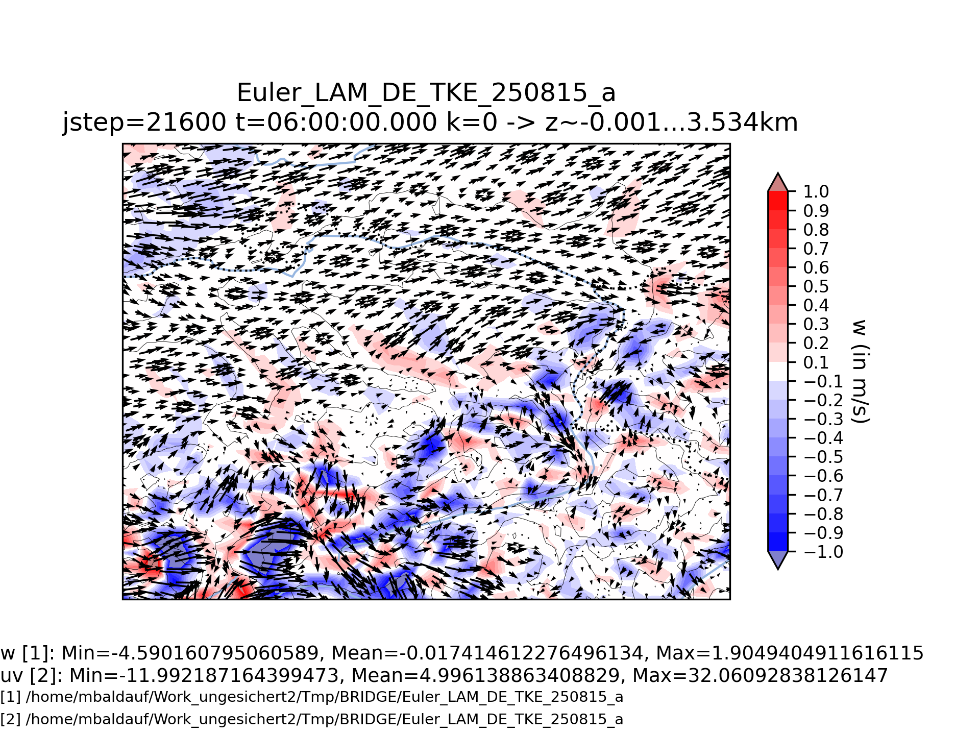 Euler_LAM_DE_TKE_250815_a
jstep=21600 t=06:00:00.000 k=0 -> z~-0.001...3.534km
1.0
0.9
0.8
0.7
0.6
0.5
0.4
0.3
0.2
0.1
−0.1
−0.2
−0.3
−0.4
−0.5
−0.6
−0.7
−0.8
−0.9
−1.0
w (in m/s)
w [1]: Min=-4.590160795060589, Mean=-0.017414612276496134, Max=1.9049404911616115
uv [2]: Min=-11.992187164399473, Mean=4.996138863408829, Max=32.06092838126147
[1] /home/mbaldauf/Work_ungesichert2/Tmp/BRIDGE/Euler_LAM_DE_TKE_250815_a
[2] /home/mbaldauf/Work_ungesichert2/Tmp/BRIDGE/Euler_LAM_DE_TKE_250815_a